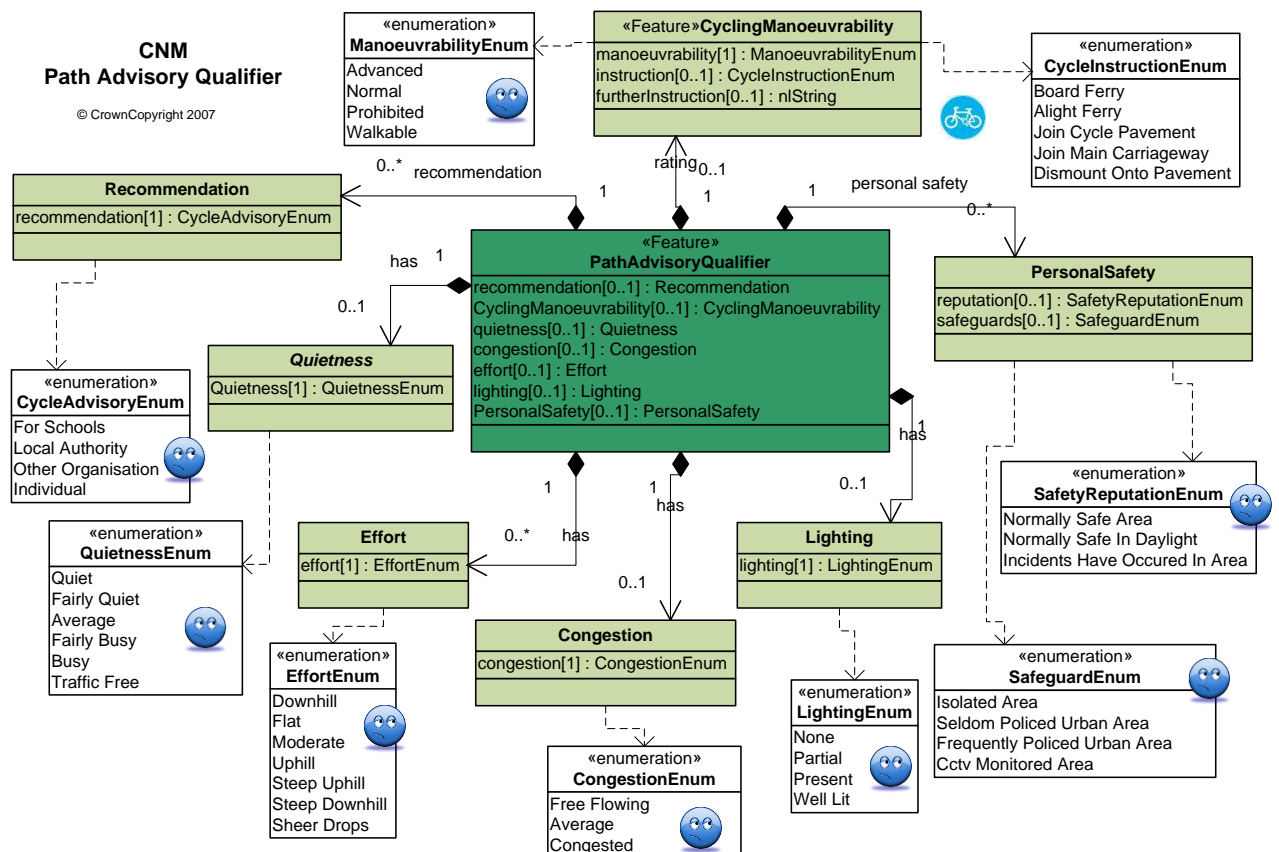 CNM
Path Advisory Qualifier
© CrownCopyright 2007
«enumeration»
ManoeuvrabilityEnum
Advanced
Normal
Prohibited
Walkable
«Feature»CyclingManoeuvrability
manoeuvrability[1] : ManoeuvrabilityEnum
instruction[0..1] : CycleInstructionEnum
furtherInstruction[0..1] : nlString
«enumeration»
CycleInstructionEnum
Board Ferry
Alight Ferry
Join Cycle Pavement
Join Main Carriageway
Dismount Onto Pavement
0..*
recommendation
1
rating
0..1
1
1
personal safety
0..*
Recommendation
recommendation[1] : CycleAdvisoryEnum
«Feature»
PathAdvisoryQualifier
recommendation[0..1] : Recommendation
CyclingManoeuvrability[0..1] : CyclingManoeuvrability
quietness[0..1] : Quietness
congestion[0..1] : Congestion
effort[0..1] : Effort
lighting[0..1] : Lighting
PersonalSafety[0..1] : PersonalSafety
has
1
0..1
PersonalSafety
reputation[0..1] : SafetyReputationEnum
safeguards[0..1] : SafeguardEnum
Quietness
Quietness[1] : QuietnessEnum
«enumeration»
CycleAdvisoryEnum
For Schools
Local Authority
Other Organisation
Individual
1
has
0..1
1
has
0..*
1
has
0..1
«enumeration»
SafetyReputationEnum
Normally Safe Area
Normally Safe In Daylight
Incidents Have Occured In Area
«enumeration»
QuietnessEnum
Quiet
Fairly Quiet
Average
Fairly Busy
Busy
Traffic Free
Effort
effort[1] : EffortEnum
Lighting
lighting[1] : LightingEnum
Congestion
congestion[1] : CongestionEnum
«enumeration»
EffortEnum
Downhill
Flat
Moderate
Uphill
Steep Uphill
Steep Downhill
Sheer Drops
«enumeration»
LightingEnum
None
Partial
Present
Well Lit
«enumeration»
SafeguardEnum
Isolated Area
Seldom Policed Urban Area
Frequently Policed Urban Area
Cctv Monitored Area
«enumeration»
CongestionEnum
Free Flowing
Average
Congested